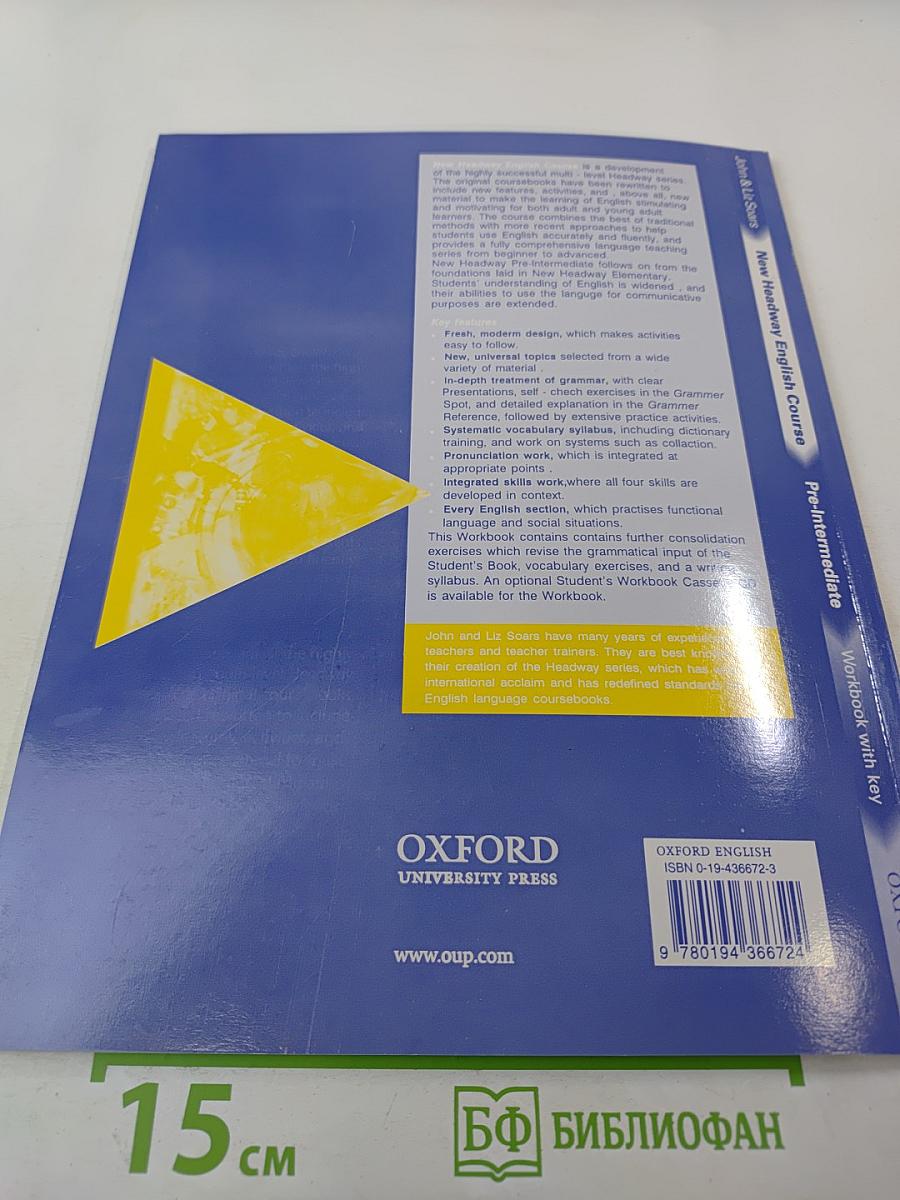 New Headway English Course is a development
of the highly successful multi - level Headway series.
The original coursebooks have been rewritten to
include new features, activities, and , above all, new
material to make the learning of English stimulating
and motivating for both adult and young adult
learners. The course combines the best of traditional
methods with more recent approaches to help
students use English accurately and fluently, and
provides a fully comprehensive language teaching
series from beginner to advanced.
New Headway Pre-Intermediate follows on from the
foundations laid in New Headway Elementary.
Students' understanding of English is widened , and
their abilities to use the languge for communicative
purposes are extended.
Key features
Fresh, moderm design, which makes activities
easy to follow.
New, universal topics selected from a wide
variety of material .
In-depth treatment of grammar, with clear
Presentations, self - chech exercises in the Grammer
Spot, and detailed explanation in the Grammer
Reference, followed by extensive practice activities.
Systematic vocabulary syllabus, inchuding dictionary
training, and work on systems such as collaction.
Pronunciation work, which is integrated at
appropriate points .
Integrated skills work,where all four skills are
developed in context.
Every English section, which practises functional
language and social situations.
This Workbook contains contains further consolidation
exercises which revise the grammatical input of the
Student's Book, vocabulary exercises, and a
syllabus. An optional Student's Workbook
is available for the Workbook.
John and Liz Soars have many years of
teachers and teacher trainers. They are best
their creation of the Headway series, which has
international acclaim and has redefined standards
English language coursebooks.
OXFORD
UNIVERSITY PRESS
www.oup.com
OXFORD ENGLISH
ISBN 0-19-436672-3
9 780194 366724
John & Liz Soars
New Headway English Course
Pre-Intermediate
Workbook with key
15 см
БФ БИБЛИОФАН